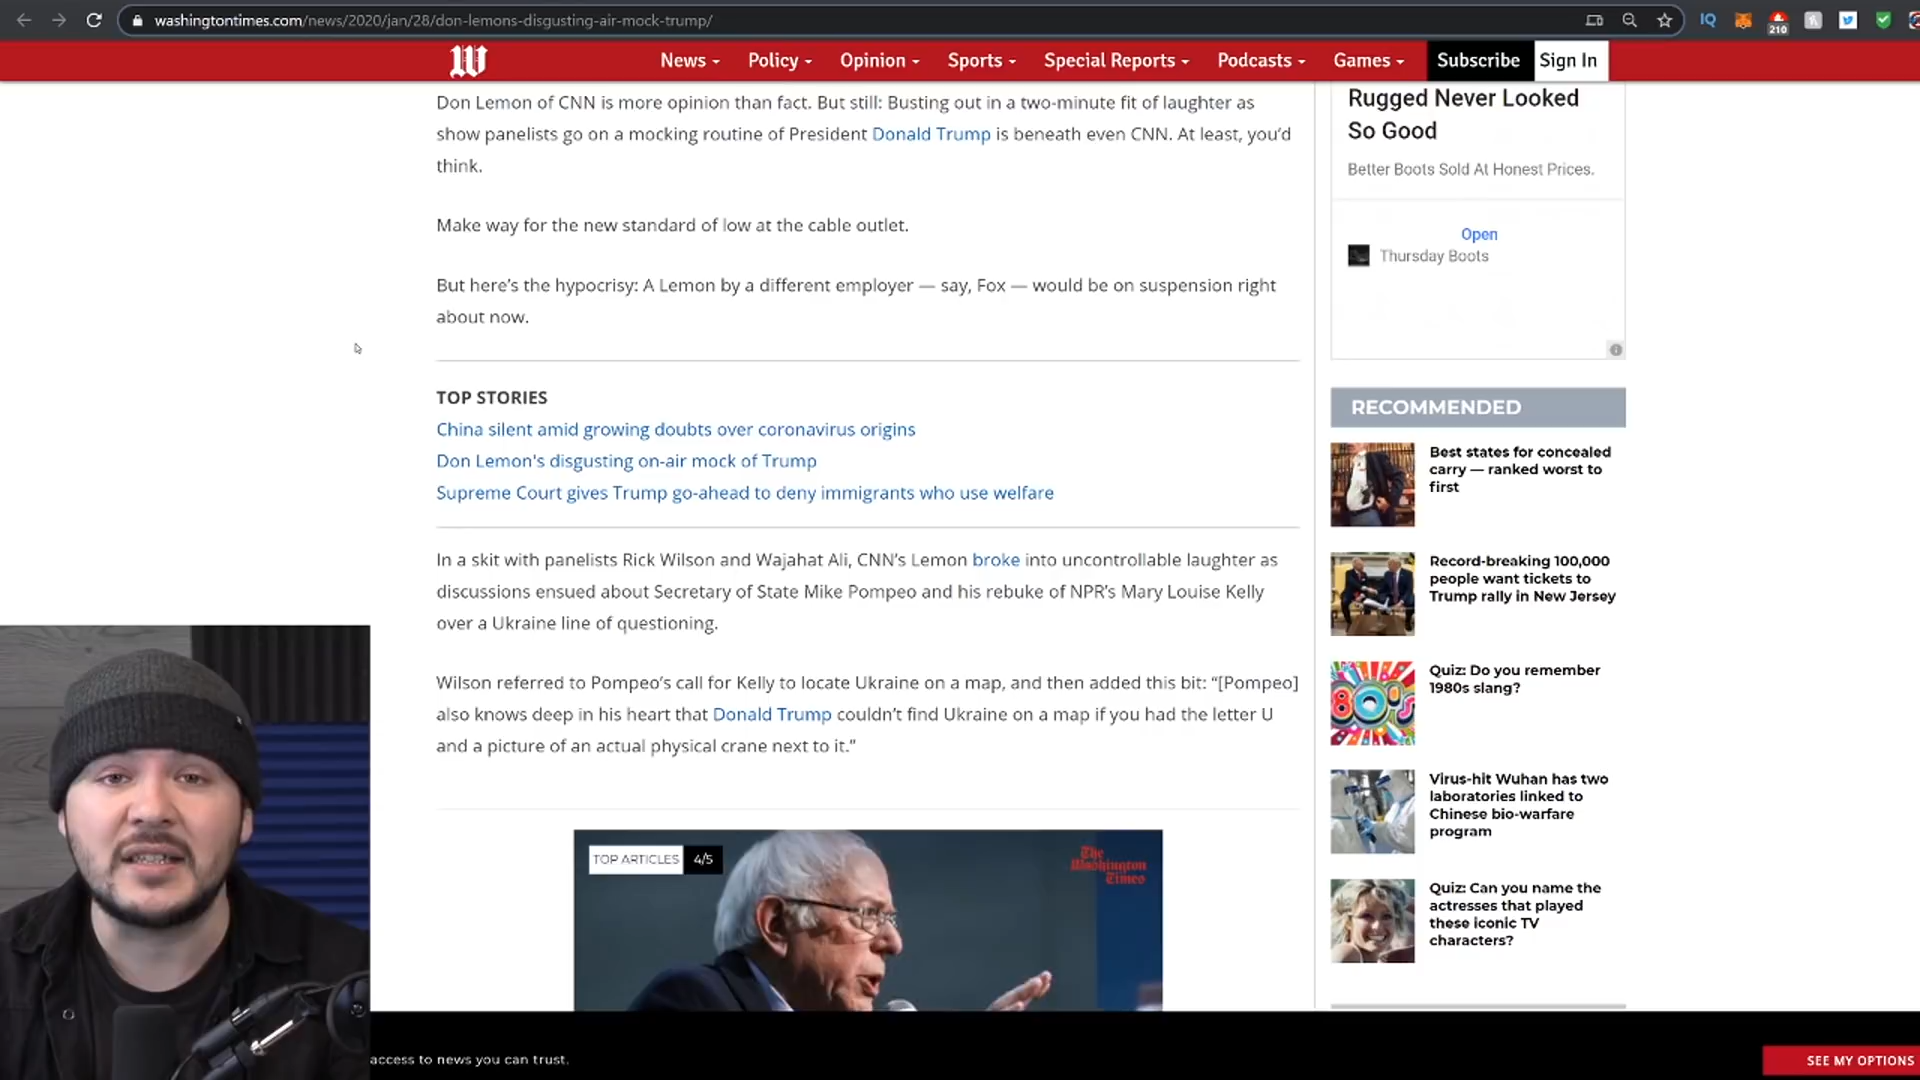 washingtontimes.com/news/2020/jan/28/don-lemons-disgusting-air-mock-trump/
IQ
210
W
News
Policy
Opinion
Sports
Special Reports
Podcasts
Games
Subscribe
Sign In
Don Lemon of CNN is more opinion than fact. But still: Busting out in a two-minute fit of laughter as
show panelists go on a mocking routine of President Donald Trump is beneath even CNN. At least, you'd
think.
Make way for the new standard of low at the cable outlet.
But here's the hypocrisy: A Lemon by a different employer — say, Fox — would be on suspension right
about now.
TOP STORIES
China silent amid growing doubts over coronavirus origins
Don Lemon's disgusting on-air mock of Trump
Supreme Court gives Trump go-ahead to deny immigrants who use welfare
In a skit with panelists Rick Wilson and Wajahat Ali, CNN's Lemon broke into uncontrollable laughter as
discussions ensued about Secretary of State Mike Pompeo and his rebuke of NPR's Mary Louise Kelly
over a Ukraine line of questioning.
Wilson referred to Pompeo's call for Kelly to locate Ukraine on a map, and then added this bit: “[Pompeo]
also knows deep in his heart that Donald Trump couldn't find Ukraine on a map if you had the letter U
and a picture of an actual physical crane next to it.”
TOP ARTICLES 4/5
The
Washington
Times
Rugged Never Looked
So Good
Better Boots Sold At Honest Prices.
Open
Thursday Boots
RECOMMENDED
Best states for concealed
carry — ranked worst to
first
Record-breaking 100,000
people want tickets to
Trump rally in New Jersey
Quiz: Do you remember
1980s slang?
80's
Virus-hit Wuhan has two
laboratories linked to
Chinese bio-warfare
program
Quiz: Can you name the
actresses that played
these iconic TV
characters?
access to news you can trust.
SEE MY OPTIONS